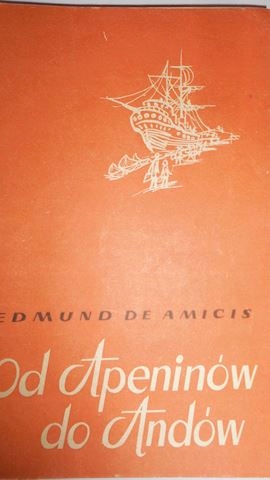 EDMUND DE AMICIS
Od Apeninów
do Andów